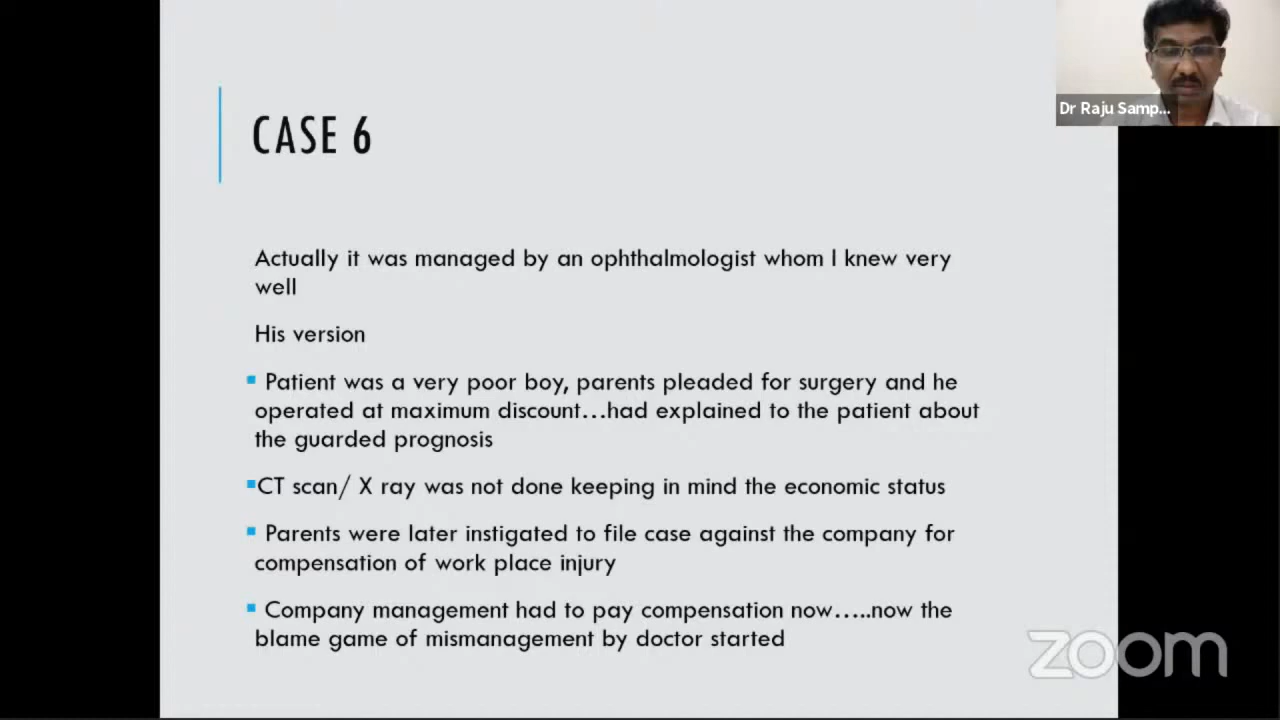 Dr Raju Samp...
CASE 6
Actually it was managed by an ophthalmologist whom I knew very
well
His version
▪ Patient was a very poor boy, parents pleaded for surgery and he
operated at maximum discount...had explained to the patient about
the guarded prognosis
▪CT scan/ X ray was not done keeping in mind the economic status
▪ Parents were later instigated to file case against the company for
compensation of work place injury
▪ Company management had to pay compensation now.....now the
blame game of mismanagement by doctor started
zoom